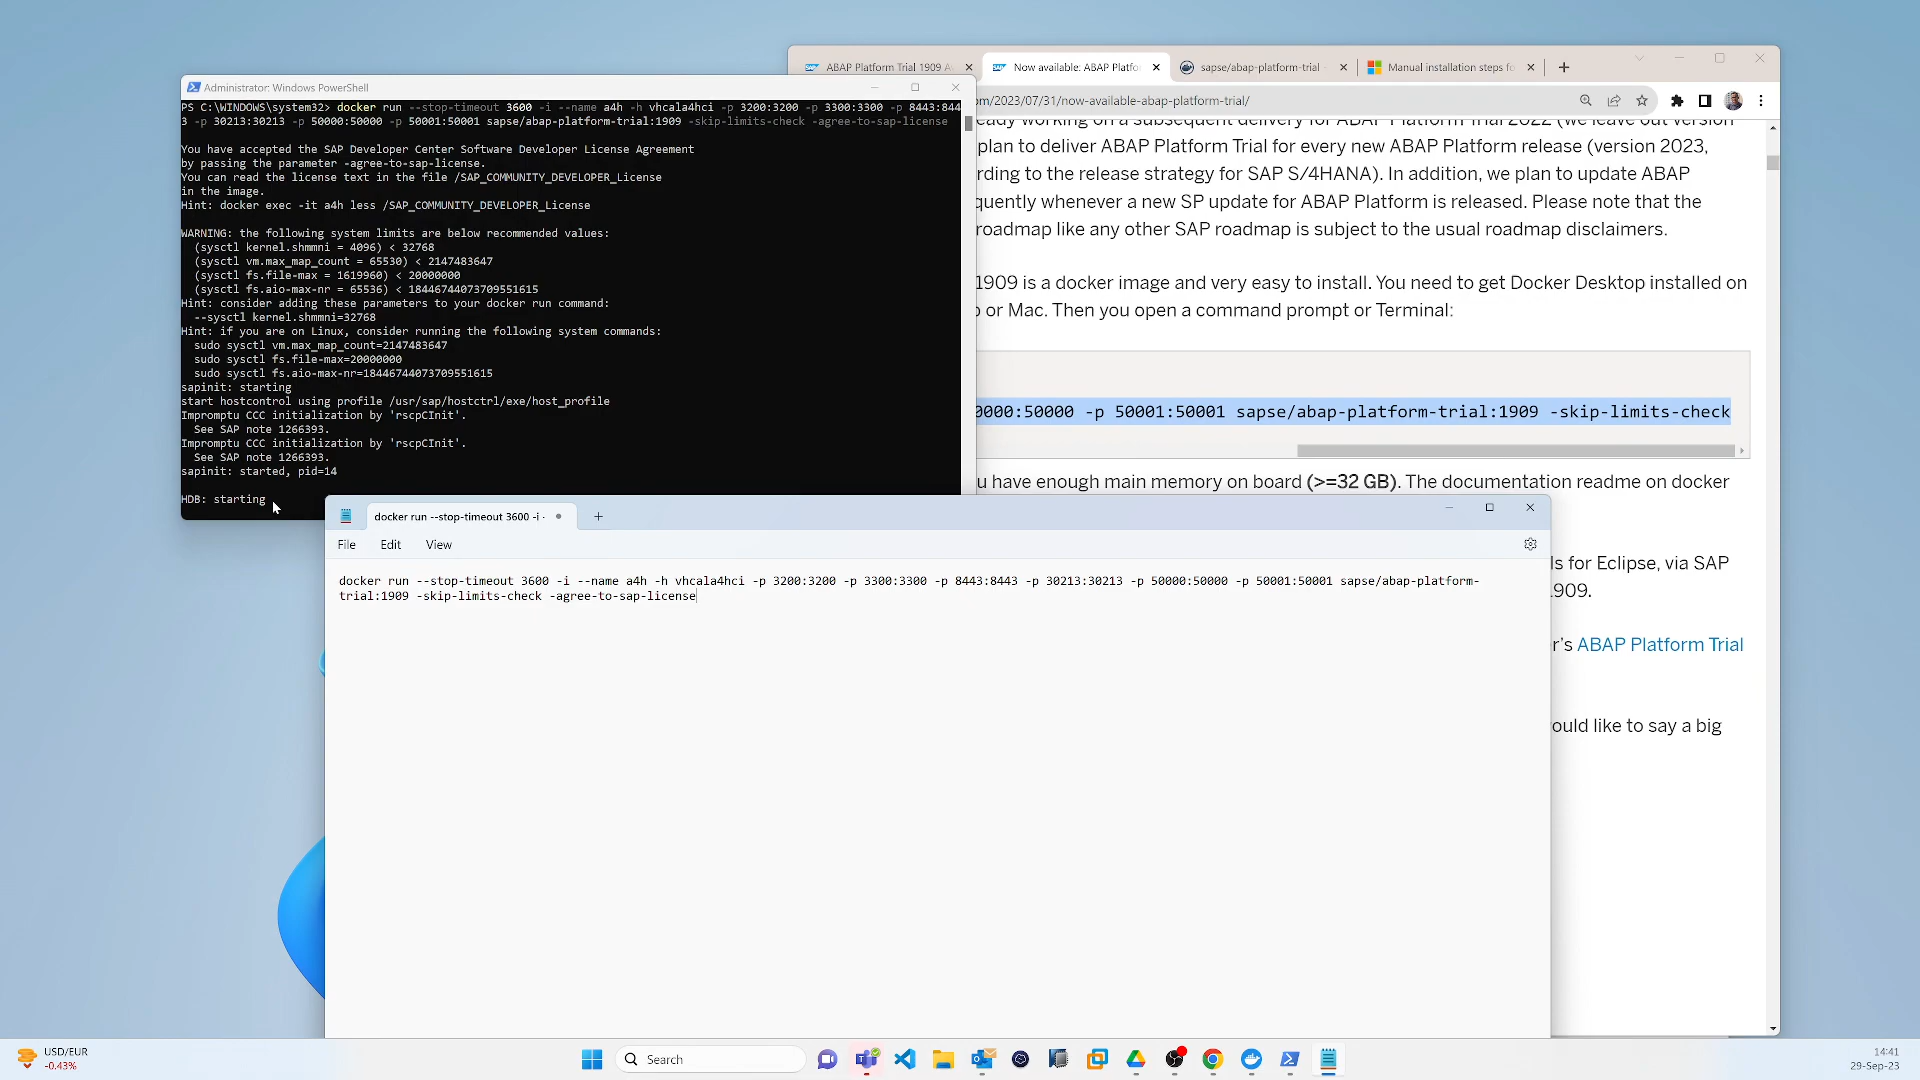 Administrator: Windows PowerShell
PS C:\WINDOWS\system32> docker run --stop-timeout 3600 -i --name a4h -h vhcala4hci -p 3200:3200 -p 3300:3300 -p 8443:844
3 -p 30213:30213 -p 50000:50000 -p 50001:50001 sapse/abap-platform-trial:1909 -skip-limits-check -agree-to-sap-license
You have accepted the SAP Developer Center Software Developer License Agreement
by passing the parameter -agree-to-sap-license.
You can read the license text in the file /SAP_COMMUNITY_DEVELOPER_License
in the image.
Hint: docker exec -it a4h less /SAP_COMMUNITY_DEVELOPER_License
WARNING: the following system limits are below recommended values:
(sysctl kernel.shmmni = 4096) < 32768
(sysctl vm.max_map_count = 65530) < 2147483647
(sysctl fs.file-max = 1619960) < 20000000
(sysctl fs.aio-max-nr = 65536) < 18446744073709551615
Hint: consider adding these parameters to your docker run command:
--sysctl kernel.shmmni=32768
Hint: if you are on Linux, consider running the following system commands:
sudo sysctl vm.max_map_count=2147483647
sudo sysctl fs.file-max=20000000
sudo sysctl fs.aio-max-nr=18446744073709551615
sapinit: starting
start hostcontrol using profile /usr/sap/hostctrl/exe/host_profile
Impromptu CCC initialization by 'rscpCInit'.
See SAP note 1266393.
Impromptu CCC initialization by 'rscpCInit'.
See SAP note 1266393.
sapinit: started, pid=14
HDB: starting
ABAP Platform Trial 1909 Av
Now available: ABAP Platfo
sapse/abap-platform-trial
Manual installation steps fo
om/2023/07/31/now-available-abap-platform-trial/
eady working on a subsequent delivery for ABAP Platform Trial 2022 (we leave out version
plan to deliver ABAP Platform Trial for every new ABAP Platform release (version 2023,
rding to the release strategy for SAP S/4HANA). In addition, we plan to update ABAP
quently whenever a new SP update for ABAP Platform is released. Please note that the
roadmap like any other SAP roadmap is subject to the usual roadmap disclaimers.
1909 is a docker image and very easy to install. You need to get Docker Desktop installed on
or Mac. Then you open a command prompt or Terminal:
0000:50000 -p 50001:50001 sapse/abap-platform-trial:1909 -skip-limits-check
u have enough main memory on board (>=32 GB). The documentation readme on docker
ls for Eclipse, via SAP
909.
er's ABAP Platform Trial
ould like to say a big
docker run --stop-timeout 3600 -i -
File Edit View
docker run --stop-timeout 3600 -i --name a4h -h vhcala4hci -p 3200:3200 -p 3300:3300 -p 8443:8443 -p 30213:30213 -p 50000:50000 -p 50001:50001 sapse/abap-platform-
trial:1909 -skip-limits-check -agree-to-sap-license
USD/EUR
-0.43%
Search
14:41
29-Sep-23